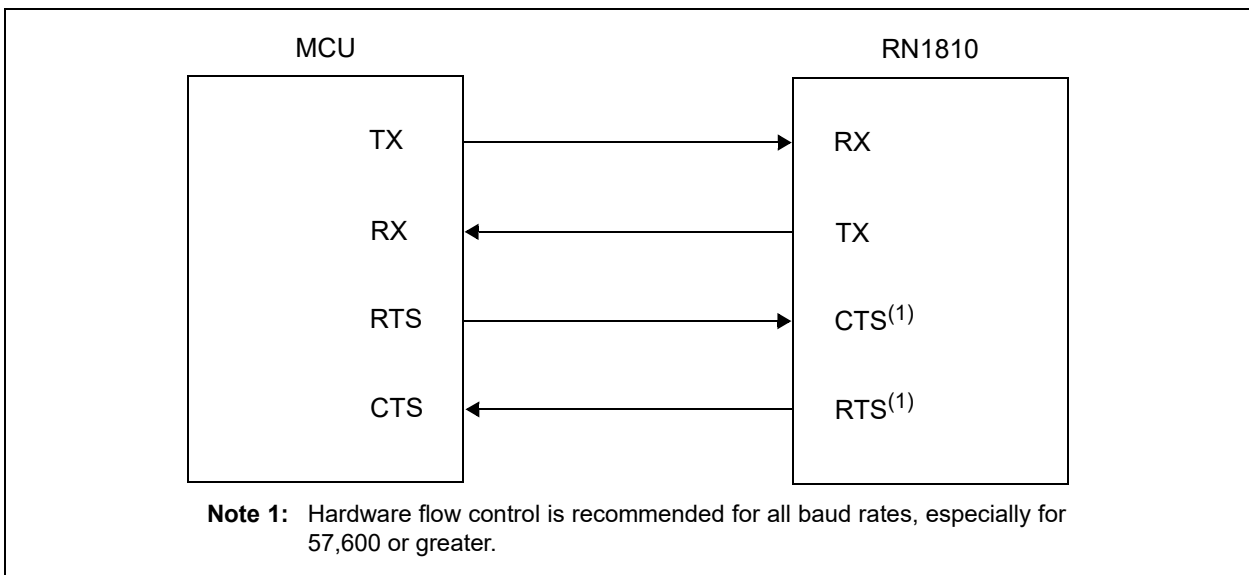 MCU RN1810
TX RX
RX TX
RTS CTS(1)
CTS RTS(1)
Note 1: Hardware flow control is recommended for all baud rates, especially for
57,600 or greater.